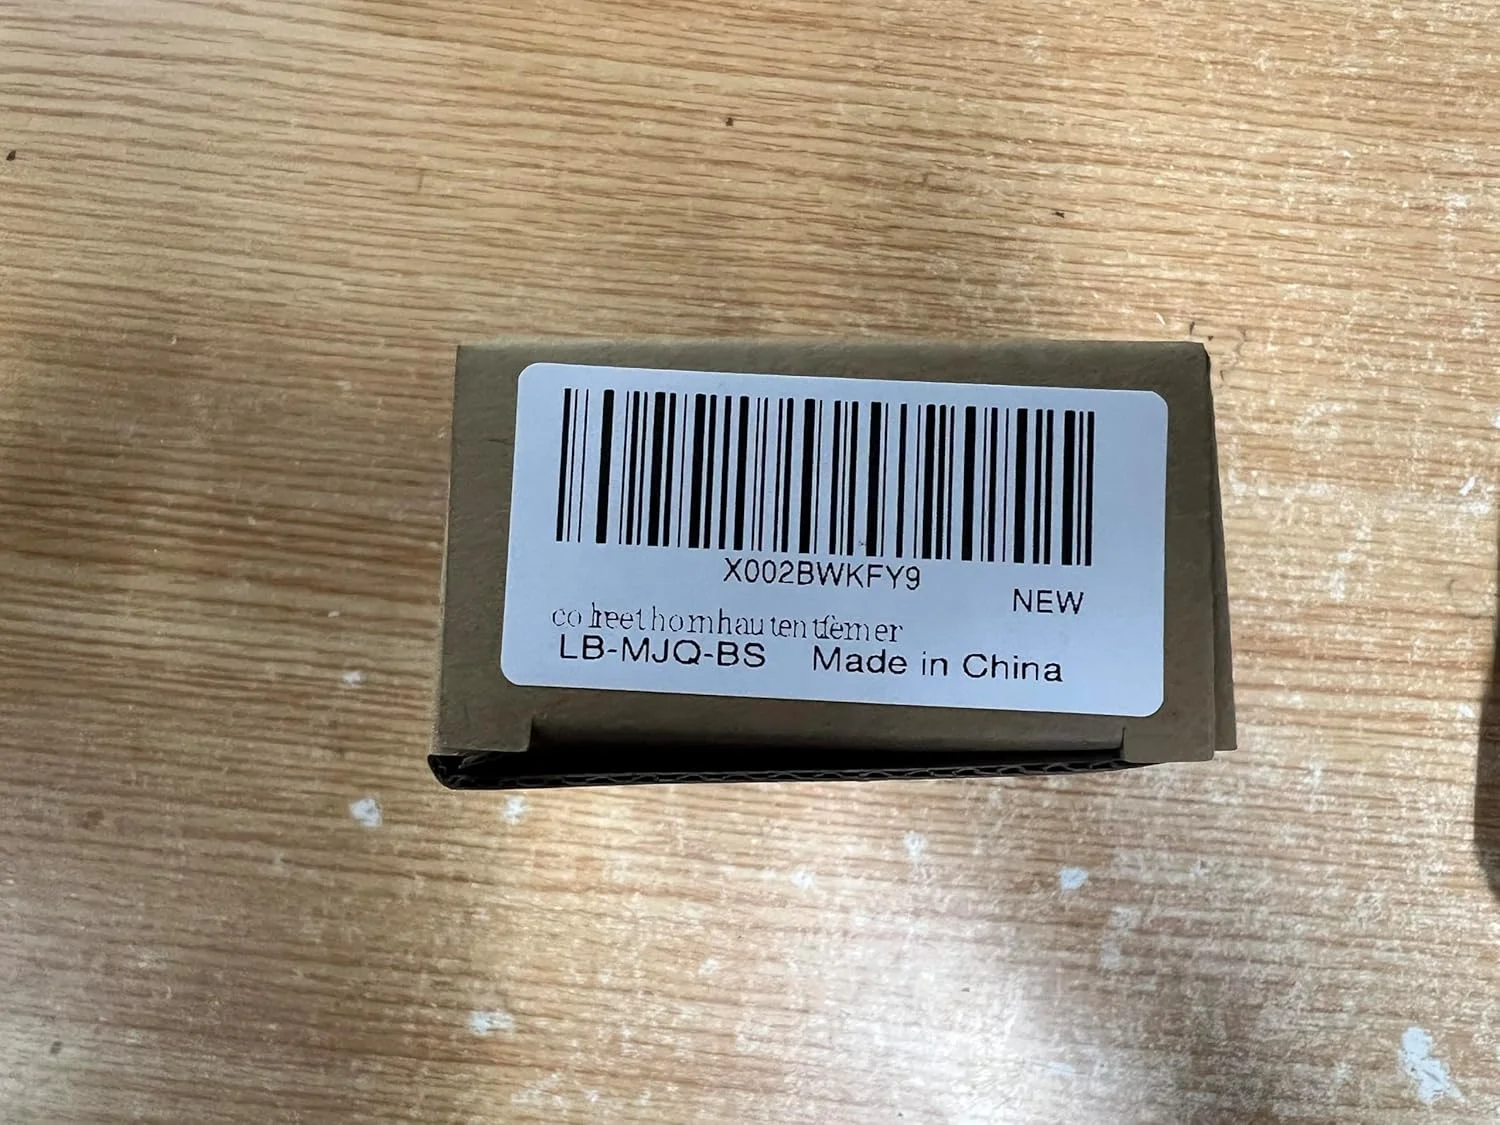 X002BWKFY9
NEW
LB-MJQ-BS Made in China